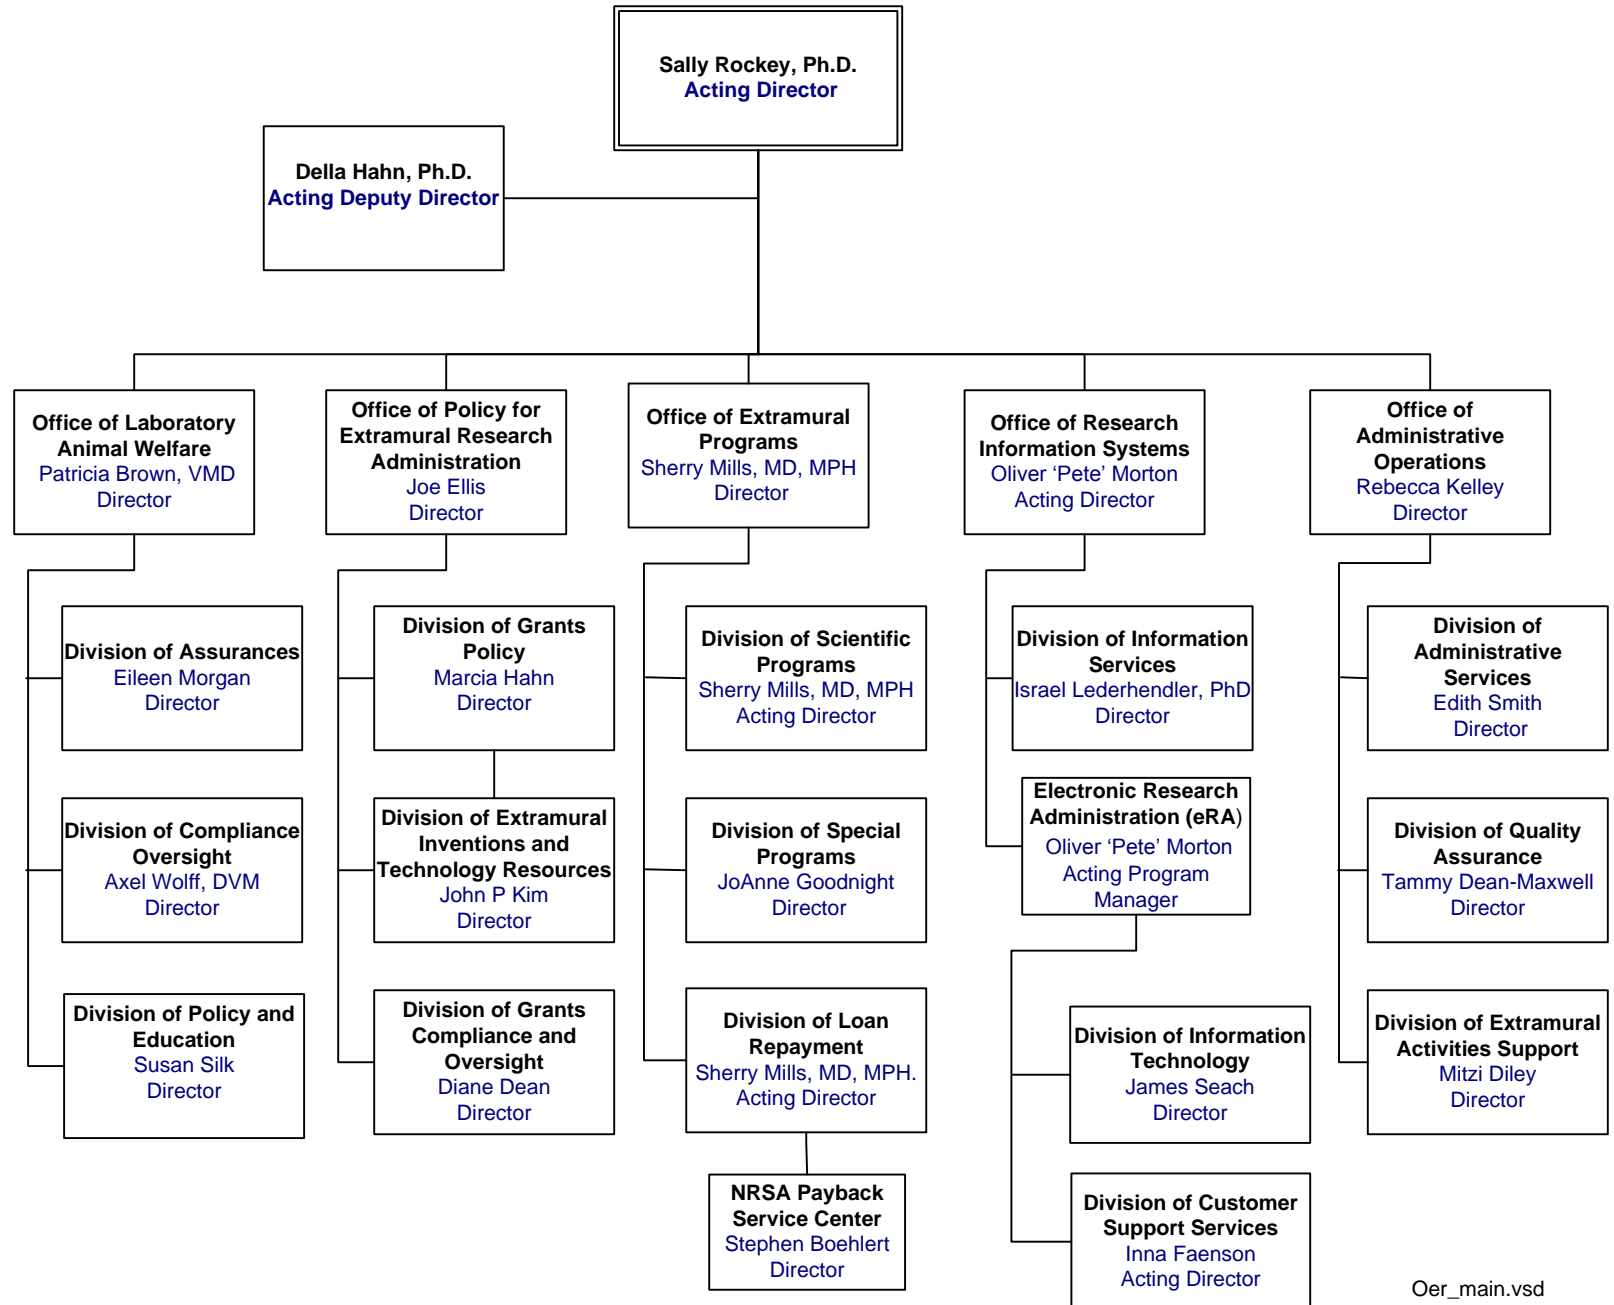 Sally Rockey, Ph.D.
Acting Director
Della Hahn, Ph.D.
Acting Deputy Director
Office of Laboratory
Animal Welfare
Patricia Brown, VMD
Director
Office of Policy for
Extramural Research
Administration
Joe Ellis
Director
Office of Extramural
Programs
Sherry Mills, MD, MPH
Director
Office of Research
Information Systems
Oliver ‘Pete’ Morton
Acting Director
Office of
Administrative
Operations
Rebecca Kelley
Director
Division of Assurances
Eileen Morgan
Director
Division of Grants
Policy
Marcia Hahn
Director
Division of Scientific
Programs
Sherry Mills, MD, MPH
Acting Director
Division of Information
Services
Israel Lederhendler, PhD
Director
Division of
Administrative
Services
Edith Smith
Director
Division of Compliance
Oversight
Axel Wolff, DVM
Director
Division of Extramural
Inventions and
Technology Resources
John P Kim
Director
Division of Special
Programs
JoAnne Goodnight
Director
Electronic Research
Administration (eRA)
Oliver ‘Pete’ Morton
Acting Program
Manager
Division of Quality
Assurance
Tammy Dean-Maxwell
Director
Division of Policy and
Education
Susan Silk
Director
Division of Grants
Compliance and
Oversight
Diane Dean
Director
Division of Loan
Repayment
Sherry Mills, MD, MPH.
Acting Director
Division of Information
Technology
James Seach
Director
Division of Extramural
Activities Support
Mitzi Diley
Director
NRSA Payback
Service Center
Stephen Boehlert
Director
Division of Customer
Support Services
Inna Faenson
Acting Director
Oer_main.vsd